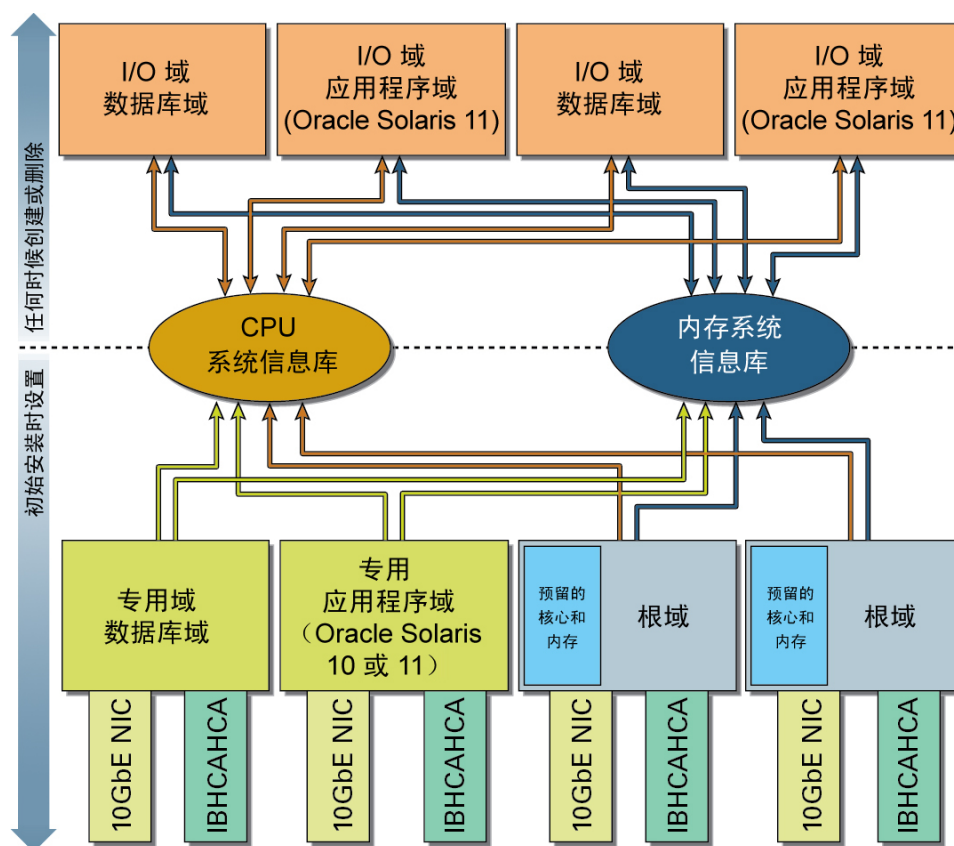 I/O 域
数据库域
I/O 域
应用程序域
(Oracle Solaris 11)
I/O 域
数据库域
I/O 域
应用程序域
(Oracle Solaris 11)
任何时候创建或删除
CPU
系统信息库
内存系统
信息库
初始安装时设置
专用域
数据库域
专用
应用程序域
(Oracle Solaris
10 或 11)
预留的
核心和
内存
根域
预留的
核心和
内存
根域
10GbE NIC
IBHCAHCA
10GbE NIC
IBHCAHCA
10GbE NIC
IBHCAHCA
10GbE NIC
IBHCAHCA